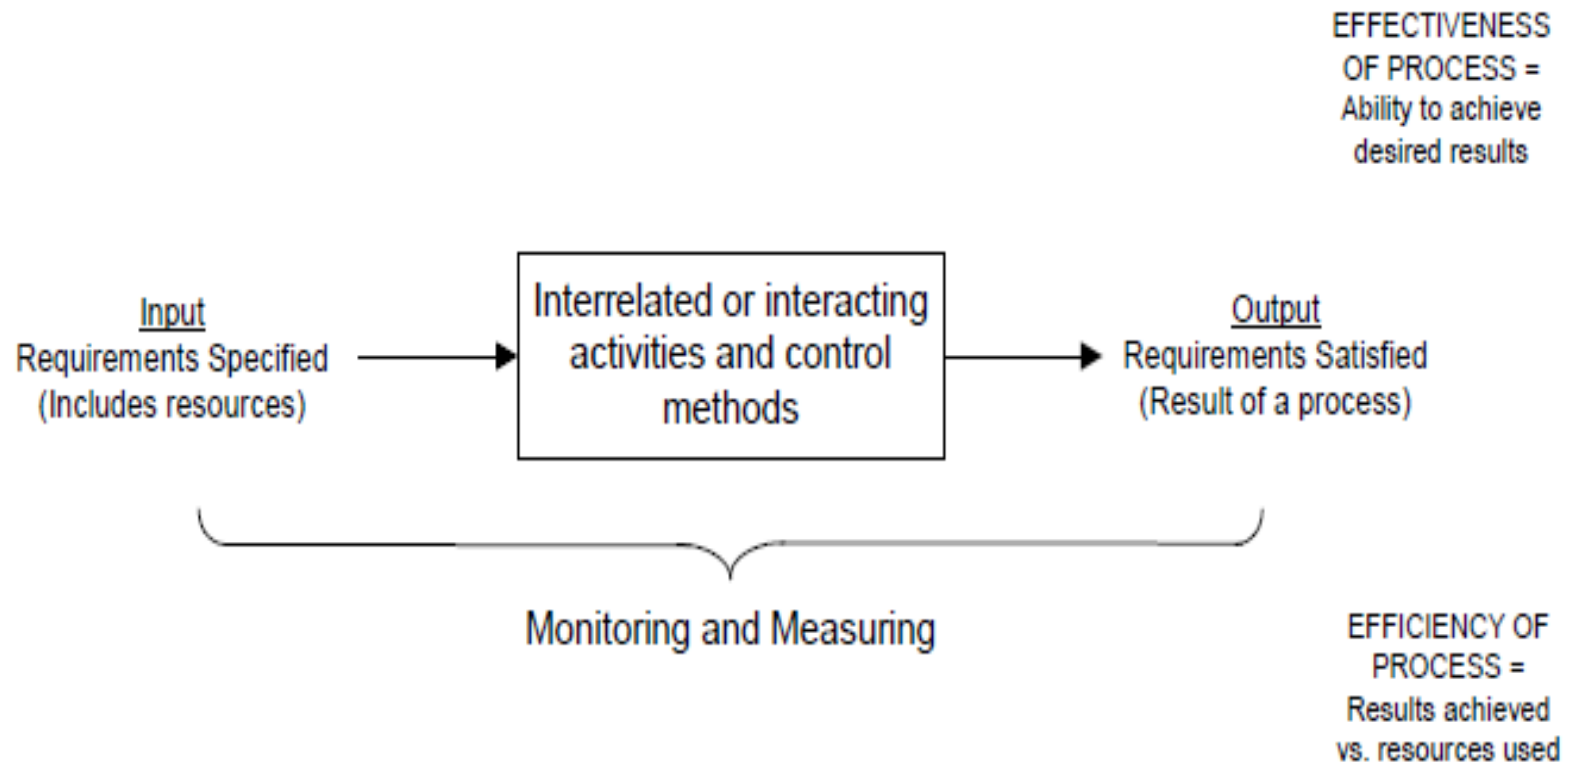 EFFECTIVENESS
OF PROCESS =
Ability to achieve
desired results
Input
Requirements Specified
(Includes resources)
Interrelated or interacting
activities and control
methods
Output
Requirements Satisfied
(Result of a process)
Monitoring and Measuring
EFFICIENCY OF
PROCESS =
Results achieved
vs. resources used